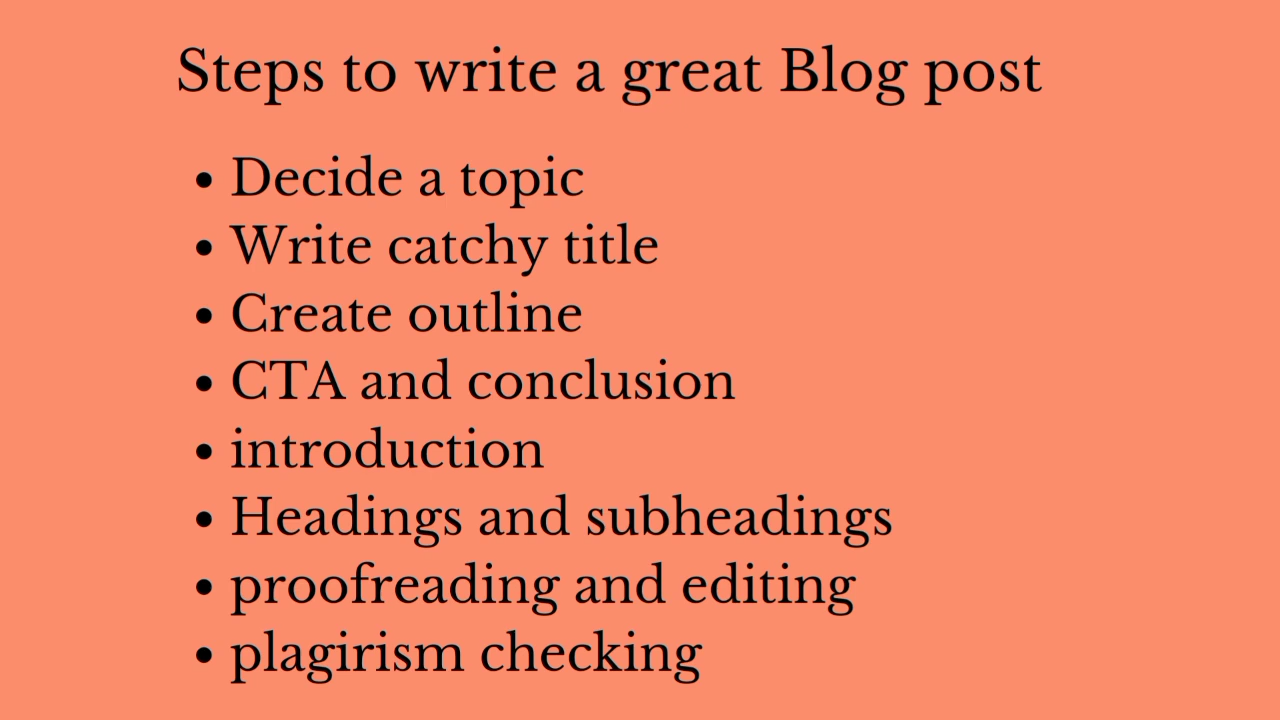 Steps to write a great Blog post
• Decide a topic
• Write catchy title
• Create outline
• CTA and conclusion
• introduction
• Headings and subheadings
• proofreading and editing
• plagirism checking